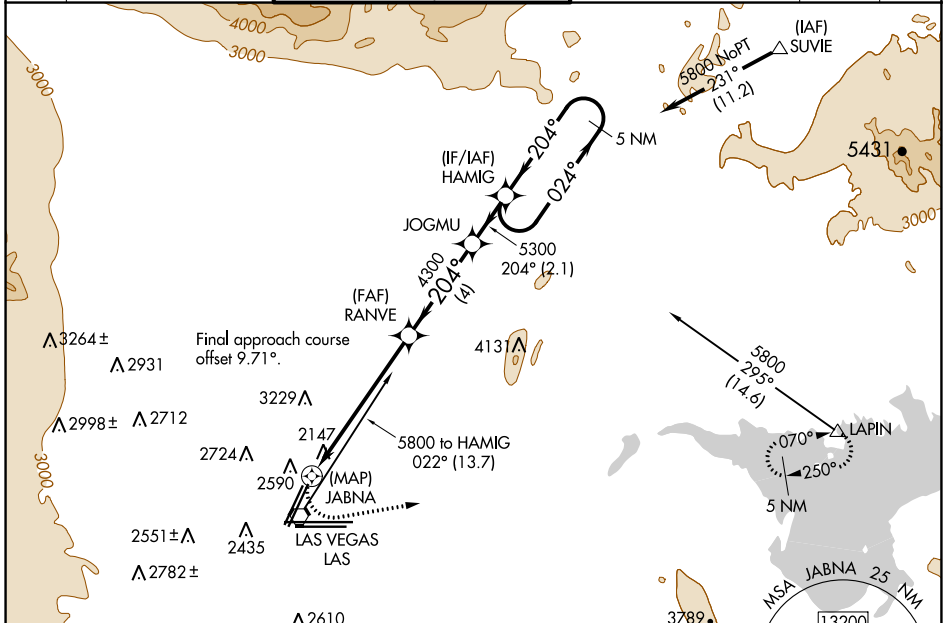 4000
3000
3000
(IAF)
SUVIE
5800 NoPT
231°
(11.2)
204°
5 NM
024°
(IF/IAF)
HAMIG
5431
3000
JOGMU
5300
204° (2.1)
4300
204°
(4)
(FAF)
RANVE
3264±
2931
Final approach course
offset 9.71°.
4131
5800
295°
(14.6)
3229
2998±
2712
LAPIN
070°
250°
5 NM
2147
5800 to HAMIG
022° (13.7)
2724
2590
(MAP)
JABNA
3000
2551±
2435
LAS VEGAS
LAS
2782±
MSA JABNA 25 NM
13200
2610
3789